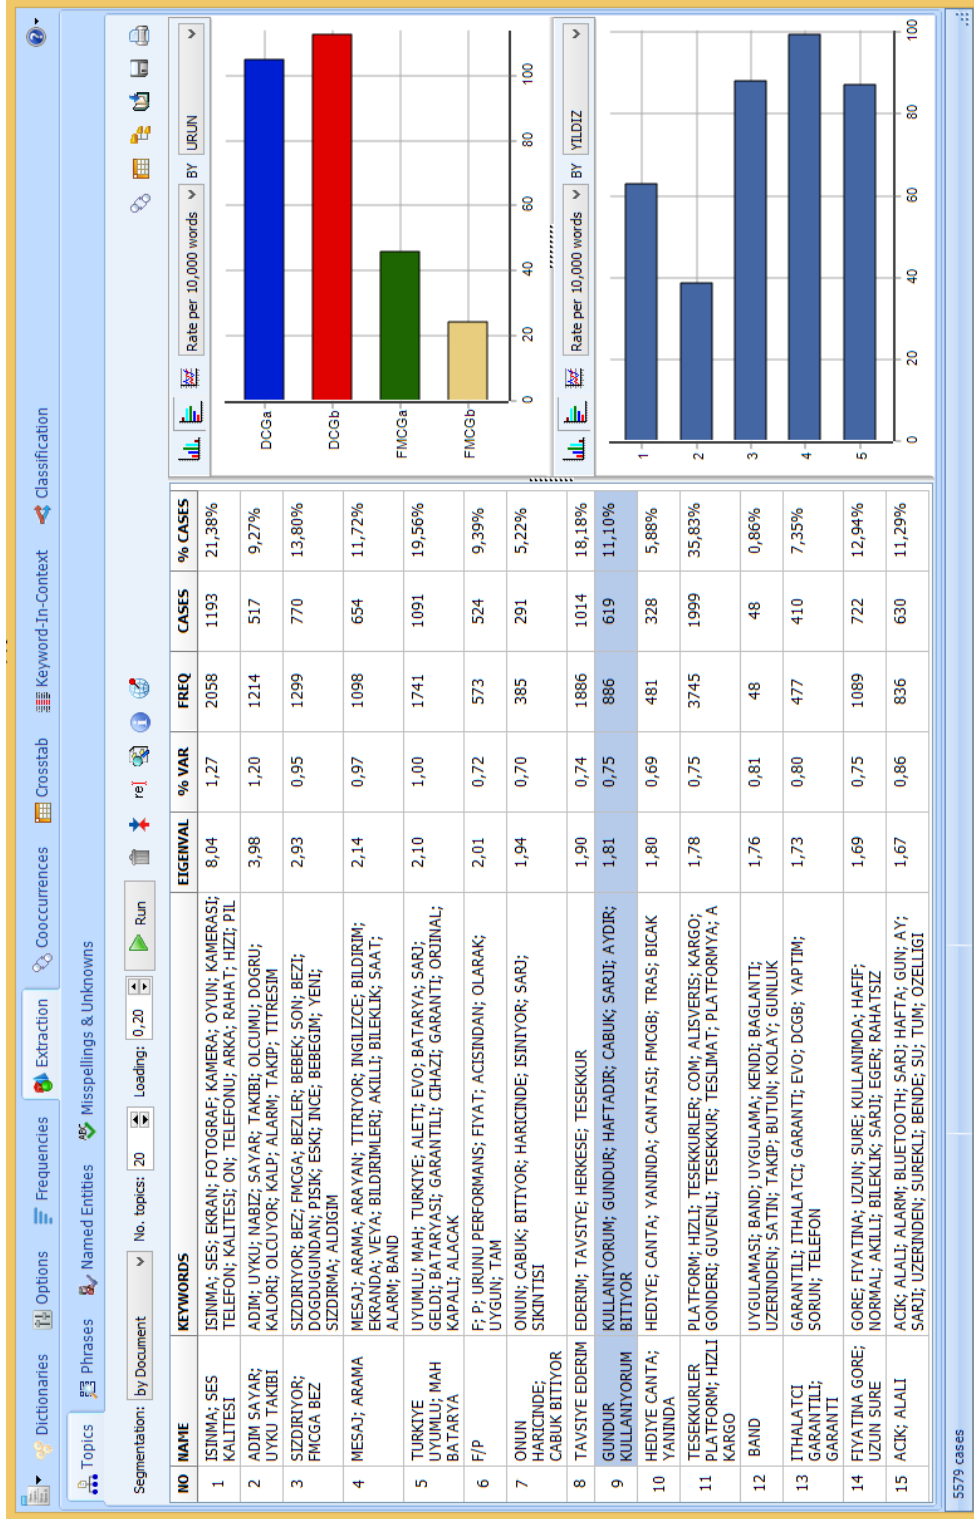 Dictionaries
Options
Frequencies
Extraction
Cooccurrences
Crosstab
Keyword-In-Context
Classification
Topics
Phrases
Named Entities
ABC Misspellings & Unknowns
Segmentation: by Document No. topics: 20 Loading: 0,20 Run re
NO NAME KEYWORDS EIGENVAL % VAR FREQ CASES % CASES
1 ISINMA; SES KALITESI ISINMA; SES; EKRAN; FOTOGRAF; KAMERA; OYUN; KAMERASI; 8,04 1,27 2058 1193 21,38%
TELEFON; KALITESI; ON; TELEFONU; ARKA; RAHAT; HIZI; PIL
2 ADIM SAYAR; UYKU TAKIBI ADIM; UYKU; NABIZ; SAYAR; TAKIBI; OLCUMU; DOGRU; 3,98 1,20 1214 517 9,27%
KALORI; OLCUYOR; KALP; ALARM; TAKIP; TITRESIM
3 SIZDIRIYOR; FMCGA BEZ SIZDIRIYOR; BEZ; FMCGA; BEZLER; BEBEK; SON; BEZI; 2,93 0,95 1299 770 13,80%
DOGDUGUNDAN; PISIK; ESKI; INCE; BEBEGIM; YENI;
SIZDIRMA; ALDIGIM
4 MESAJ; ARAMA MESAJ; ARAMA; ARAYAN; TITRIYOR; INGILIZCE; BILDIRIM; 2,14 0,97 1098 654 11,72%
EKRANDA; VEYA; BILDIRIMLERI; AKILLI; BILEKLIK; SAAT;
ALARM; BAND
5 TURKIYE UYUMLU; MAH BATARYA UYUMLU; MAH; TURKIYE; ALETI; EVO; BATARYA; SARJ; 2,10 1,00 1741 1091 19,56%
GELDI; BATARYASI; GARANTILI; CIHAZI; GARANTI; ORJINAL;
KAPALI; ALACAK
6 F/P F; P; URUNU PERFORMANS; FIYAT; ACISINDAN; OLARAK; 2,01 0,72 573 524 9,39%
UYGUN; TAM
7 ONUN HARICINDE; CABUK BITIYOR ONUN; CABUK; BITIYOR; HARICINDE; ISINIYOR; SARJ; 1,94 0,70 385 291 5,22%
SIKINTISI
8 TAVSIYE EDERIM EDERIM; TAVSIYE; HERKESE; TESEKKUR 1,90 0,74 1886 1014 18,18%
9 GUNDUR KULLANIYORUM KULLANIYORUM; GUNDUR; HAFTADIR; CABUK; SARJI; AYDIR; 1,81 0,75 886 619 11,10%
BITIYOR
10 HEDIYE CANTA; YANINDA HEDIYE; CANTA; YANINDA; CANTASI; FMCGB; TRAS; BICAK 1,80 0,69 481 328 5,88%
11 TESEKKURLER PLATFORM; HIZLI KARGO PLATFORM; HIZLI; TESEKKURLER; COM; ALISVERIS; KARGO; 1,78 0,75 3745 1999 35,83%
GONDERI; GUVENLI; TESEKKUR; TESLIMAT; PLATFORMYA; A
12 BAND UYGULAMASI; BAND; UYGULAMA; KENDI; BAGLANTI; 1,76 0,81 48 48 0,86%
UZERINDEN; SATIN; TAKIP; BUTUN; KOLAY; GUNLUK
13 ITHALATCI GARANTILI; GARANTI GARANTILI; ITHALATCI; GARANTI; EVO; DCGB; YAPTIM; 1,73 0,80 477 410 7,35%
SORUN; TELEFON
14 FIYATINA GORE; UZUN SURE GORE; FIYATINA; UZUN; SURE; KULLANIMDA; HAFIF; 1,69 0,75 1089 722 12,94%
NORMAL; AKILLI; BILEKLIK; SARJI; EGER; RAHATSIZ
15 ACIK; ALALI ACIK; ALALI; ALARM; BLUETOOTH; SARJ; HAFTA; GUN; AY; 1,67 0,86 836 630 11,29%
SARJI; UZERINDEN; SUREKLI; BENDE; SU; TUM; OZELLIGI
Rate per 10,000 words BY URUN
DCGa
DCGb
FMCGa
FMCGb
0 20 40 60 80 100
Rate per 10,000 words BY YILDIZ
1
2
3
4
5
0 20 40 60 80 100
5579 cases